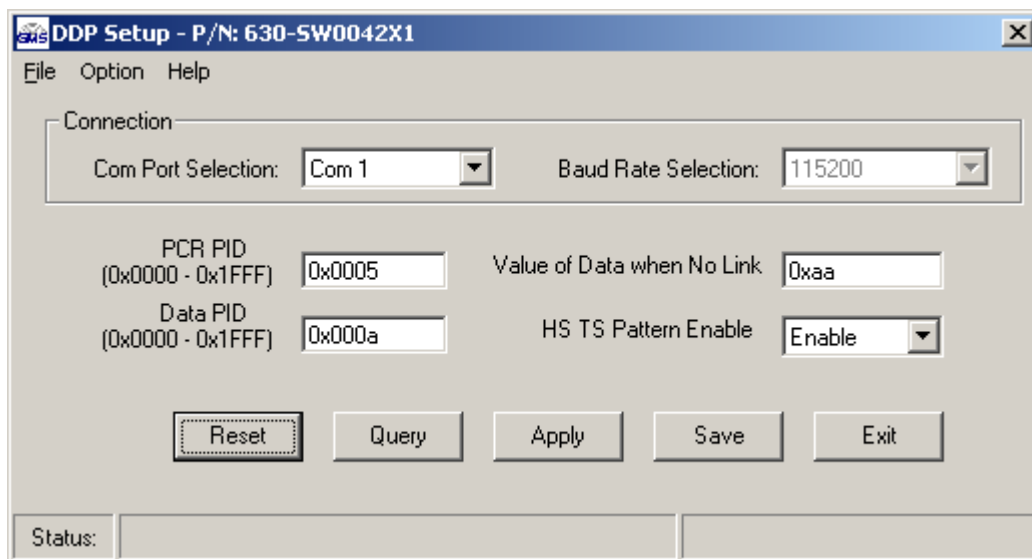 GMS DDP Setup - P/N: 630-SW0042X1
File Option Help
Connection
Com Port Selection: Com 1 Baud Rate Selection: 115200
PCR PID
(0x0000 - 0x1FFF) 0x0005 Value of Data when No Link 0xaa
Data PID
(0x0000 - 0x1FFF) 0x000a HS TS Pattern Enable Enable
Reset Query Apply Save Exit
Status: